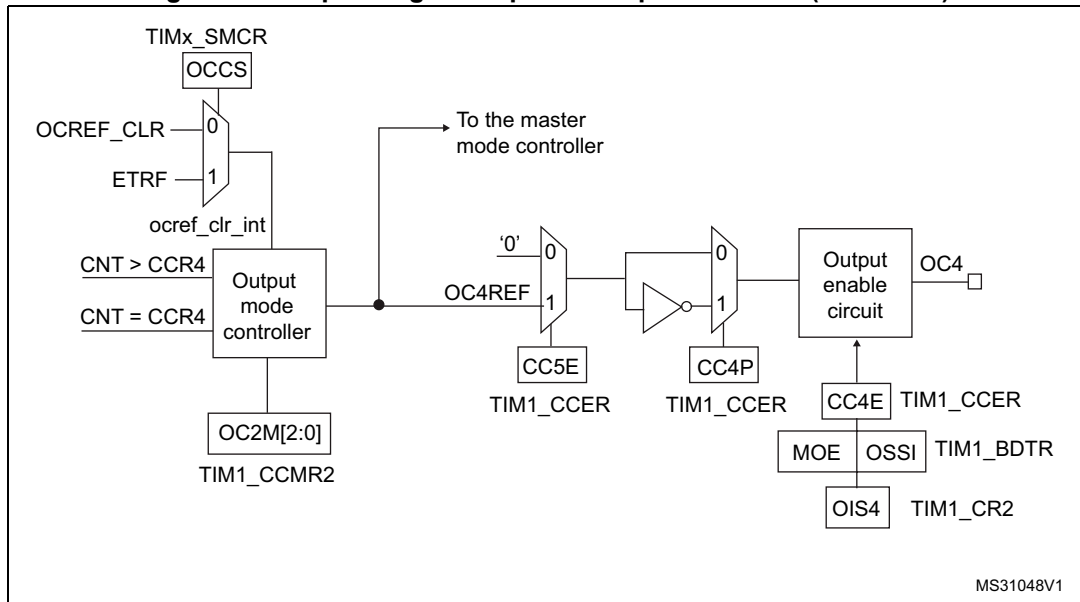 TIMx_SMCR
OCCS
OCREF_CLR
0
ETRF
1
ocref_clr_int
To the master
mode controller
CNT > CCR4
CNT = CCR4
Output
mode
controller
OC4REF
'0'
0
1
0
1
Output
enable
circuit
OC4
CC5E
TIM1_CCER
CC4P
TIM1_CCER
CC4E
TIM1_CCER
OC2M[2:0]
TIM1_CCMR2
MOE
OSSI
TIM1_BDTR
OIS4
TIM1_CR2
MS31048V1